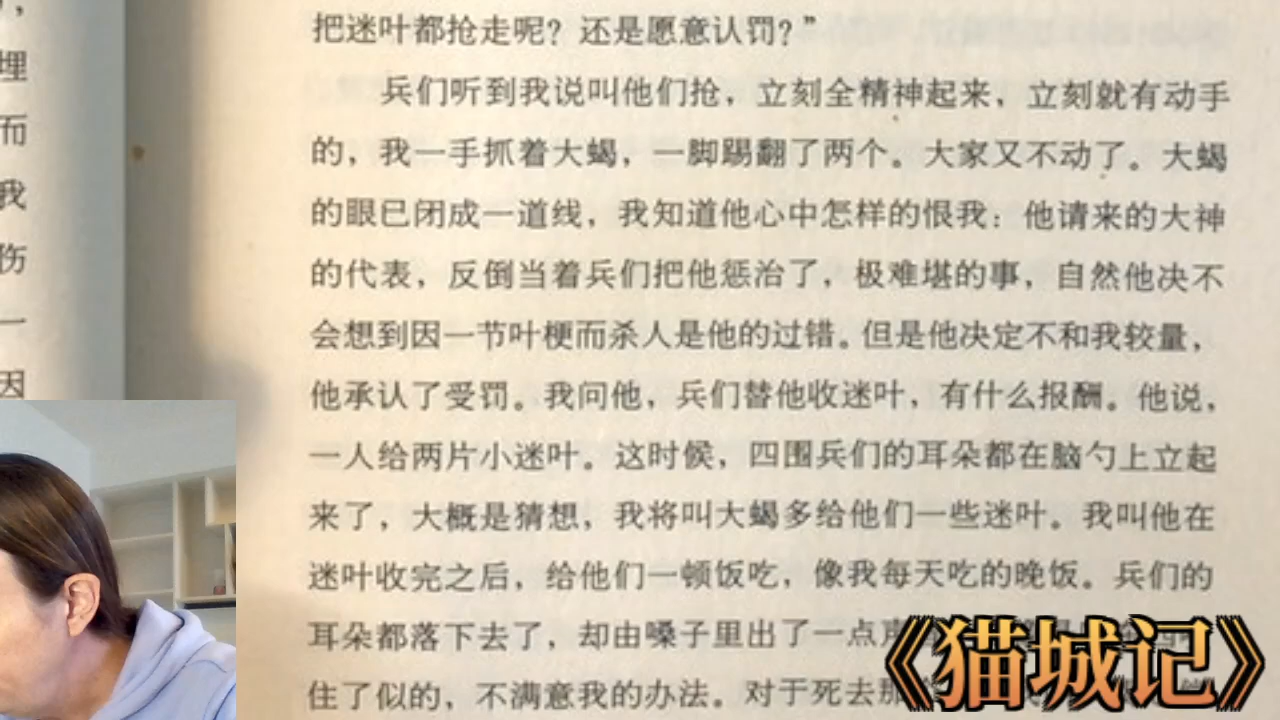 ，
埋
而
我
伤
一
因
把迷叶都抢走呢？还是愿意认罚？”
兵们听到我说叫他们抢，立刻全精神起来，立刻就有动手
的，我一手抓着大蝎，一脚踢翻了两个。大家又不动了。大蝎
的眼已闭成一道线，我知道他心中怎样的恨我：他请来的大神
的代表，反倒当着兵们把他惩治了，极难堪的事，自然他决不
会想到因一节叶梗而杀人是他的过错。但是他决定不和我较量，
他承认了受罚。我问他，兵们替他收迷叶，有什么报酬。他说，
一人给两片小迷叶。这时候，四围兵们的耳朵都在脑勺上立起
来了，大概是猜想，我将叫大蝎多给他们一些迷叶。我叫他在
迷叶收完之后，给他们一顿饭吃，像我每天吃的晚饭。兵们的
耳朵都落下去了，却由嗓子里出了一点声
住了似的，不满意我的办法。对于死去那
《猫城记》